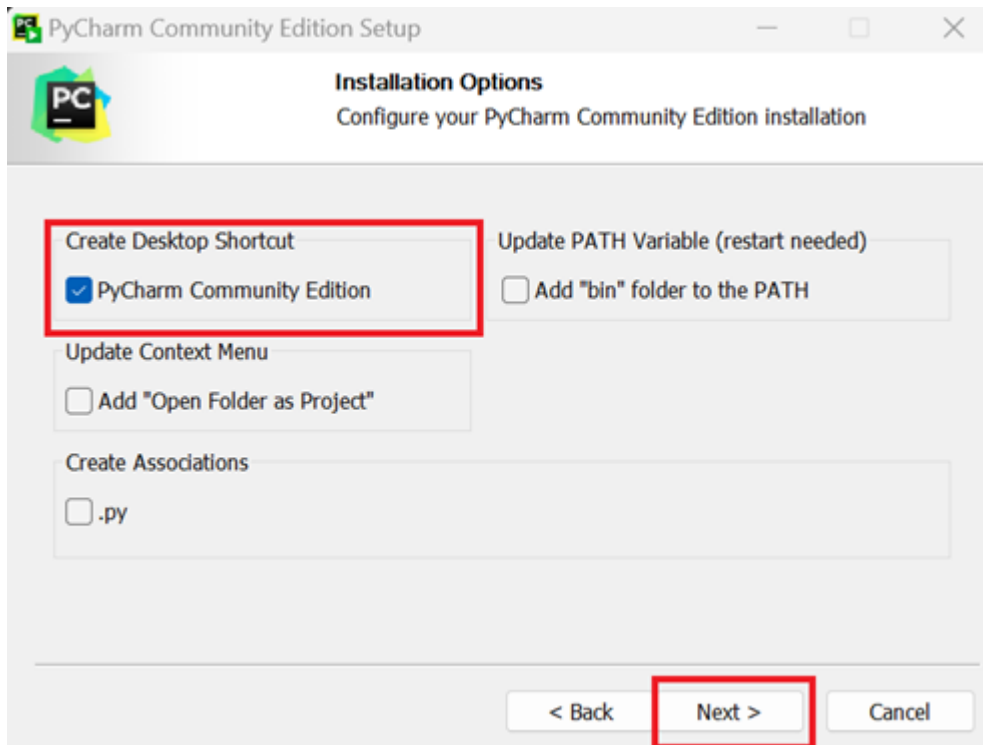 PyCharm Community Edition Setup
PC
Installation Options
Configure your PyCharm Community Edition installation
Create Desktop Shortcut
PyCharm Community Edition
Update PATH Variable (restart needed)
Add "bin" folder to the PATH
Update Context Menu
Add "Open Folder as Project"
Create Associations
.py
< Back
Next >
Cancel